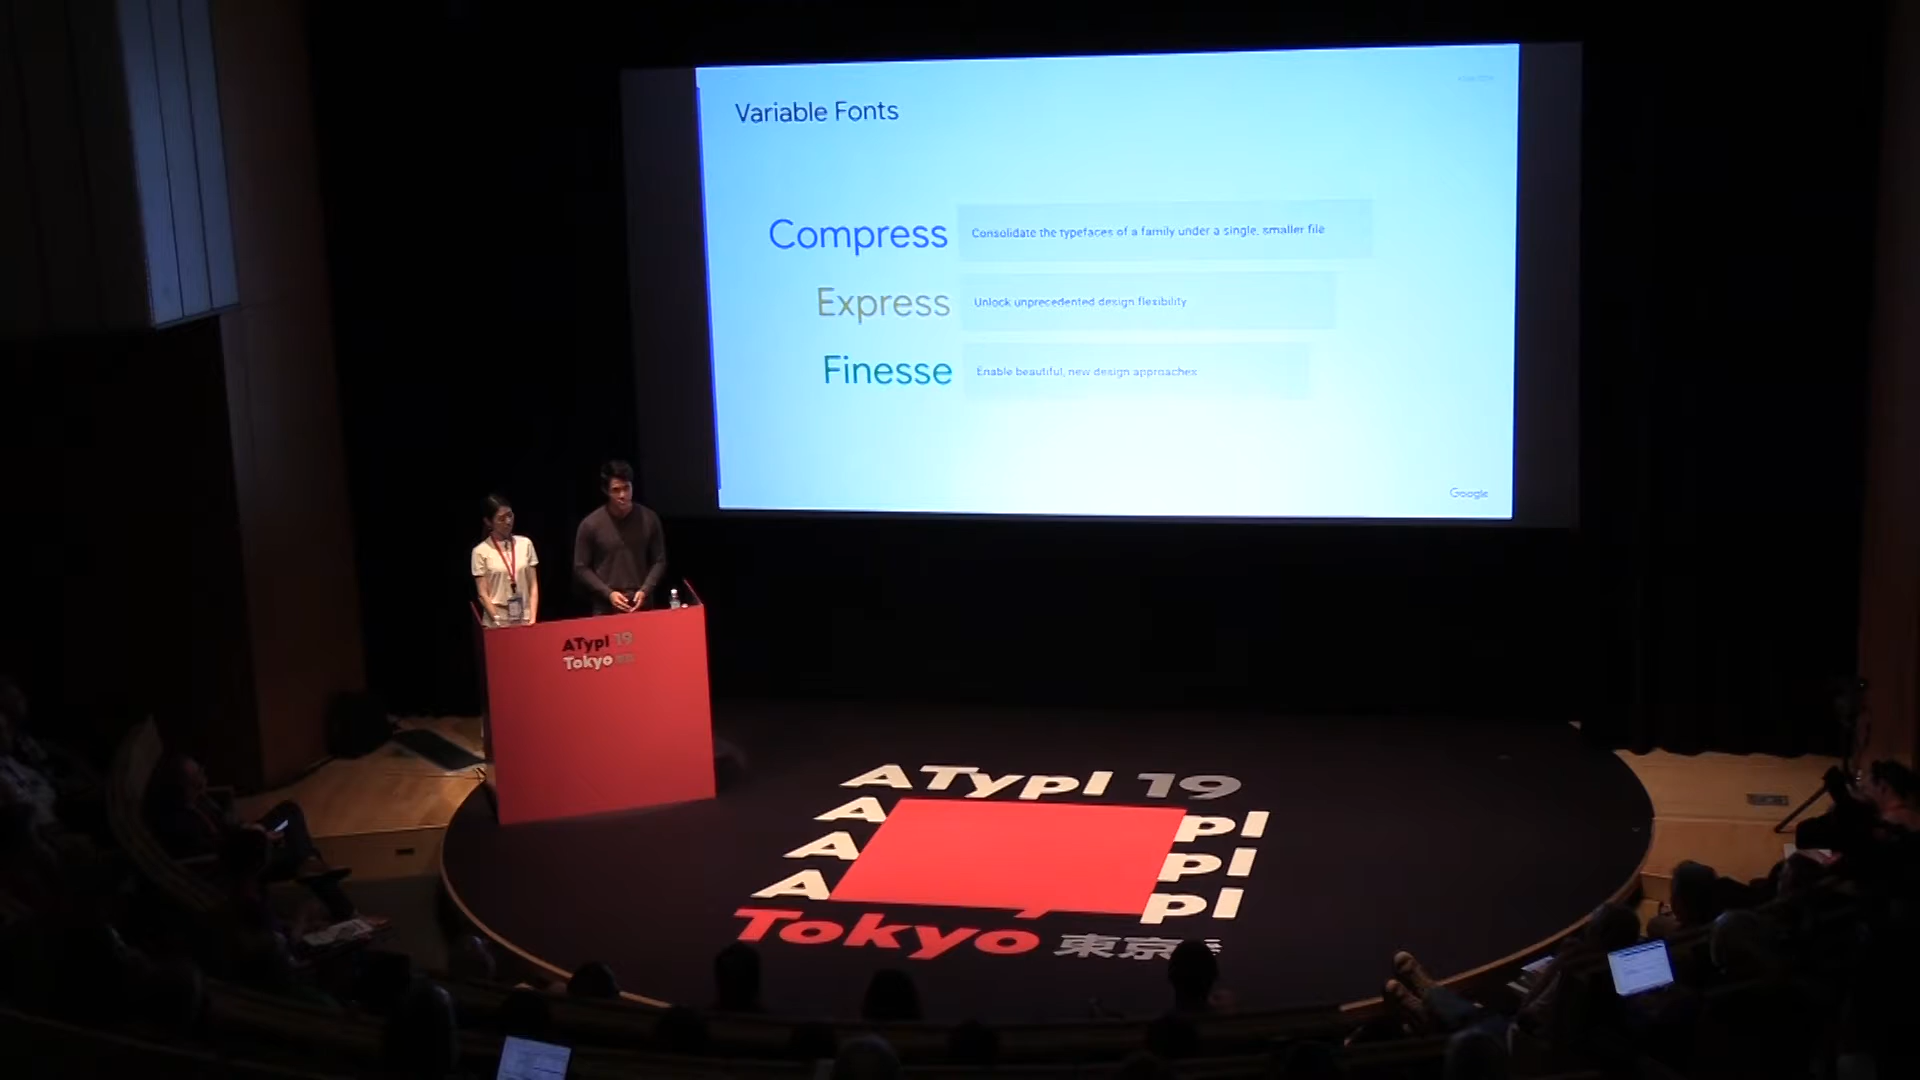 Variable Fonts
Compress
Consolidate the typefaces of a family under a single, smaller file
Express
Unlock unprecedented design flexibility
Finesse
Enable beautiful, new design approaches
Google
ATypI 19
Tokyo
ATypI 19
A pI
A pI
A pI
Tokyo 東京